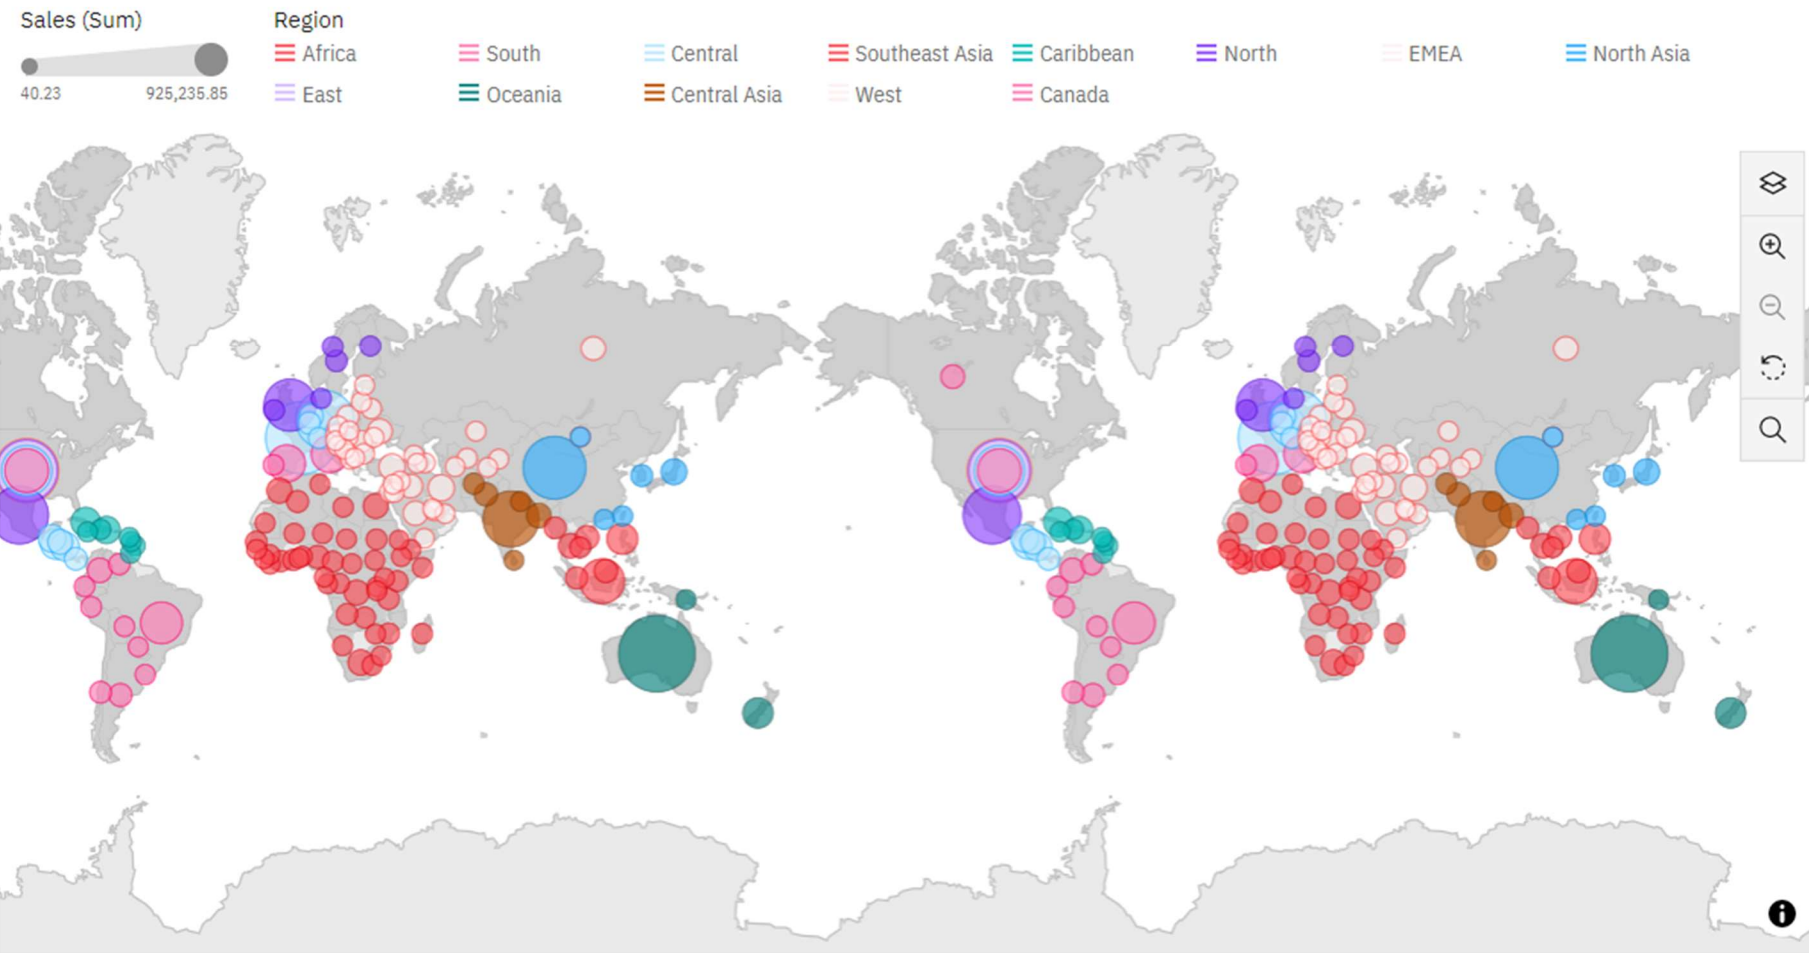 Sales (Sum)
40.23 925,235.85
Region
Africa South Central Southeast Asia Caribbean North EMEA North Asia
East Oceania Central Asia West Canada